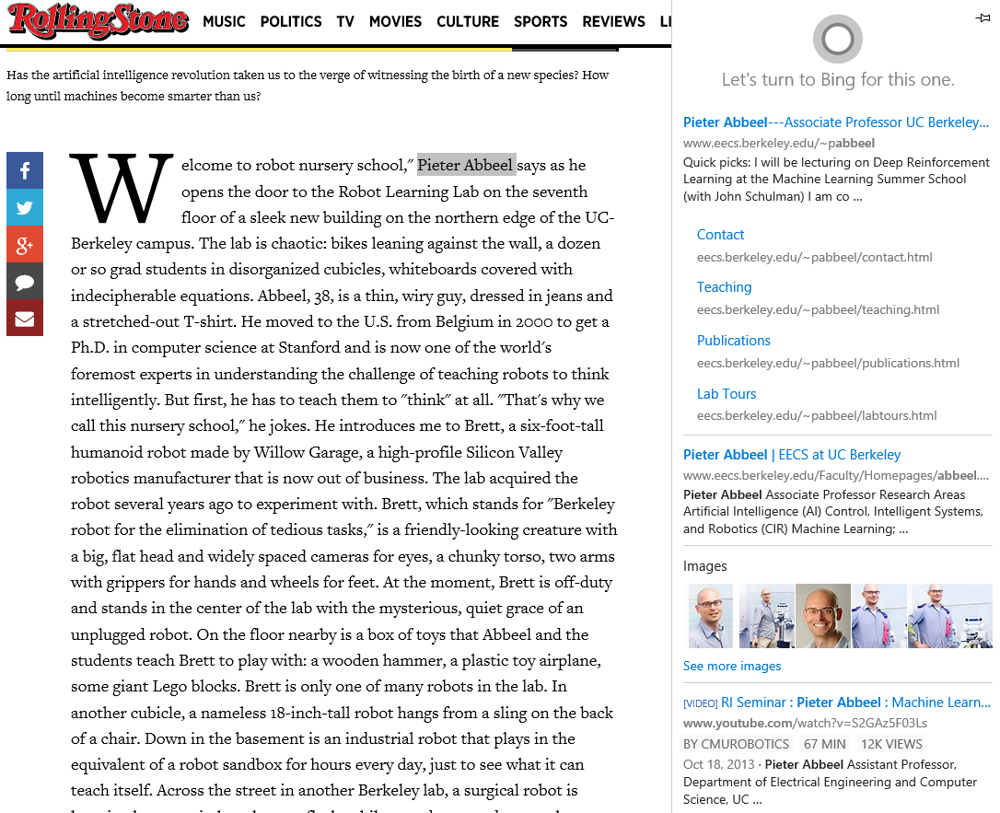 RollingStone
MUSIC POLITICS TV MOVIES CULTURE SPORTS REVIEWS LI
Has the artificial intelligence revolution taken us to the verge of witnessing the birth of a new species? How
long until machines become smarter than us?
Welcome to robot nursery school," Pieter Abbeel says as he
opens the door to the Robot Learning Lab on the seventh
floor of a sleek new building on the northern edge of the UC-
Berkeley campus. The lab is chaotic: bikes leaning against the wall, a dozen
or so grad students in disorganized cubicles, whiteboards covered with
indecipherable equations. Abbeel, 38, is a thin, wiry guy, dressed in jeans and
a stretched-out T-shirt. He moved to the U.S. from Belgium in 2000 to get a
Ph.D. in computer science at Stanford and is now one of the world's
foremost experts in understanding the challenge of teaching robots to think
intelligently. But first, he has to teach them to "think" at all. "That's why we
call this nursery school," he jokes. He introduces me to Brett, a six-foot-tall
humanoid robot made by Willow Garage, a high-profile Silicon Valley
robotics manufacturer that is now out of business. The lab acquired the
robot several years ago to experiment with. Brett, which stands for "Berkeley
robot for the elimination of tedious tasks," is a friendly-looking creature with
a big, flat head and widely spaced cameras for eyes, a chunky torso, two arms
with grippers for hands and wheels for feet. At the moment, Brett is off-duty
and stands in the center of the lab with the mysterious, quiet grace of an
unplugged robot. On the floor nearby is a box of toys that Abbeel and the
students teach Brett to play with: a wooden hammer, a plastic toy airplane,
some giant Lego blocks. Brett is only one of many robots in the lab. In
another cubicle, a nameless 18-inch-tall robot hangs from a sling on the back
of a chair. Down in the basement is an industrial robot that plays in the
equivalent of a robot sandbox for hours every day, just to see what it can
teach itself. Across the street in another Berkeley lab, a surgical robot is
Let's turn to Bing for this one.
Pieter Abbeel---Associate Professor UC Berkeley...
www.eecs.berkeley.edu/~pabbeel
Quick picks: I will be lecturing on Deep Reinforcement
Learning at the Machine Learning Summer School
(with John Schulman) I am co ...
Contact
eecs.berkeley.edu/~pabbeel/contact.html
Teaching
eecs.berkeley.edu/~pabbeel/teaching.html
Publications
eecs.berkeley.edu/~pabbeel/publications.html
Lab Tours
eecs.berkeley.edu/~pabbeel/labtours.html
Pieter Abbeel | EECS at UC Berkeley
www.eecs.berkeley.edu/Faculty/Homepages/abbeel....
Pieter Abbeel Associate Professor Research Areas
Artificial Intelligence (AI) Control, Intelligent Systems,
and Robotics (CIR) Machine Learning; ...
Images
See more images
[VIDEO] RI Seminar : Pieter Abbeel : Machine Learn...
www.youtube.com/watch?v=S2GAz5F03Ls
BY CMUROBOTICS 67 MIN 12K VIEWS
Oct 18, 2013 · Pieter Abbeel Assistant Professor,
Department of Electrical Engineering and Computer
Science, UC ...